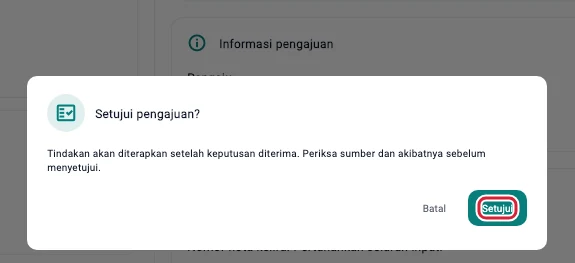 Informasi pengajuan
Setujui pengajuan?
Tindakan akan diterapkan setelah keputusan diterima. Periksa sumber dan akibatnya sebelum
menyetujui.
Batal
Setujui